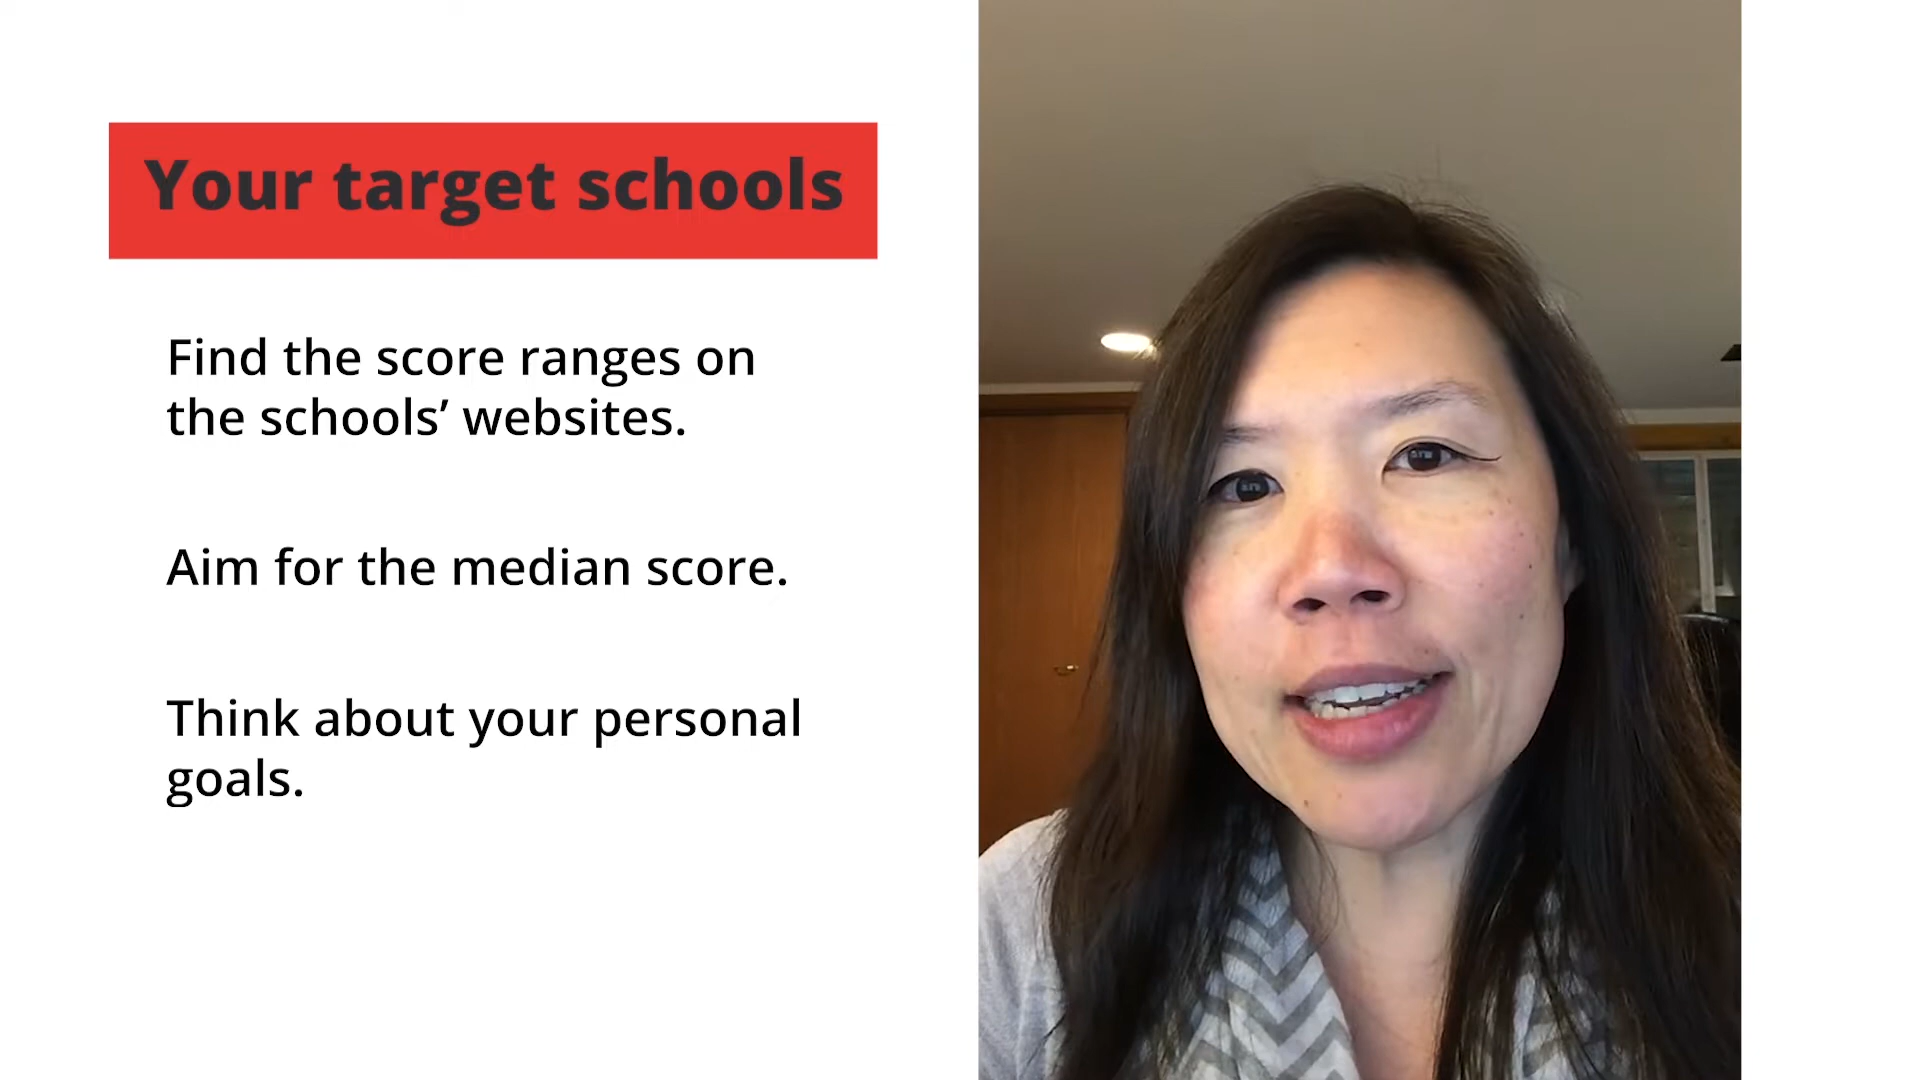 Your target schools
Find the score ranges on
the schools’ websites.
Aim for the median score.
Think about your personal
goals.